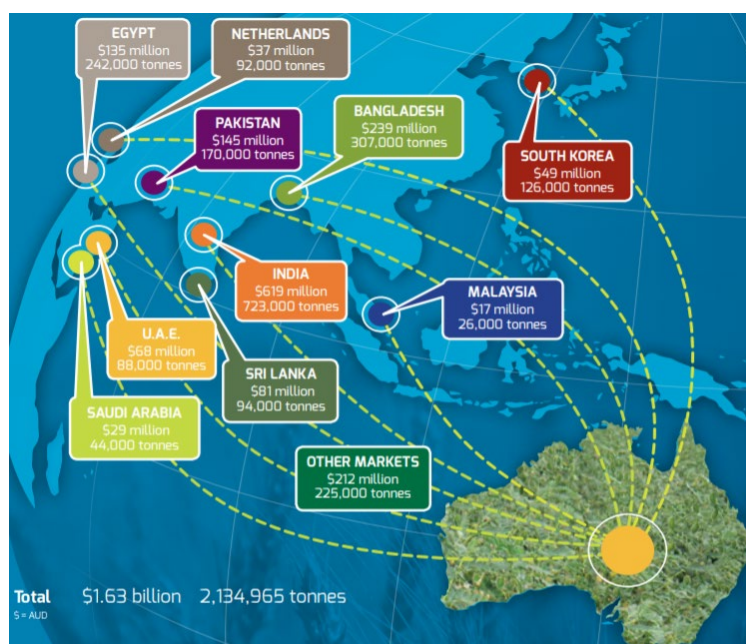 EGYPT
$135 million
242,000 tonnes
NETHERLANDS
$37 million
92,000 tonnes
PAKISTAN
$145 million
170,000 tonnes
BANGLADESH
$239 million
307,000 tonnes
SOUTH KOREA
$49 million
126,000 tonnes
INDIA
$619 million
723,000 tonnes
MALAYSIA
$17 million
26,000 tonnes
U.A.E.
$68 million
88,000 tonnes
SRI LANKA
$81 million
94,000 tonnes
SAUDI ARABIA
$29 million
44,000 tonnes
OTHER MARKETS
$212 million
225,000 tonnes
Total $1.63 billion 2,134,965 tonnes
$ = AUD